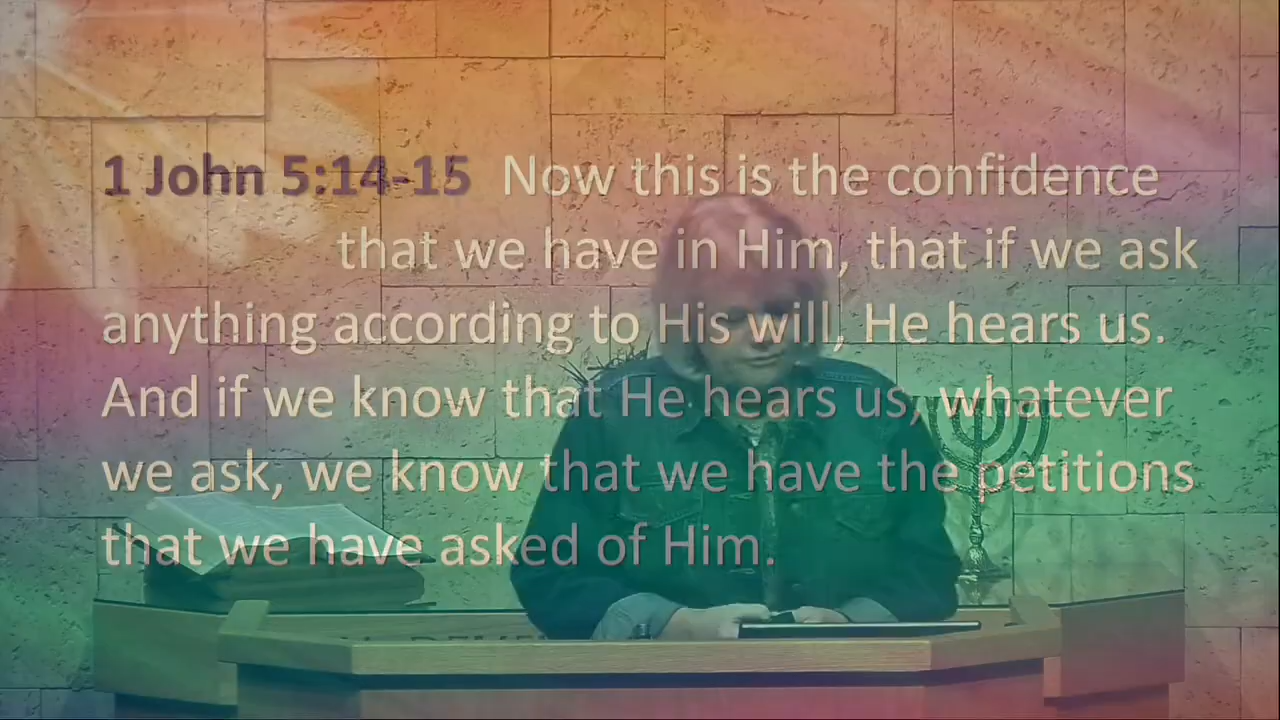 1 John 5:14-15 Now this is the confidence
that we have in Him, that if we ask
anything according to His will, He hears us.
And if we know that He hears us, whatever
we ask, we know that we have the petitions
that we have asked of Him.